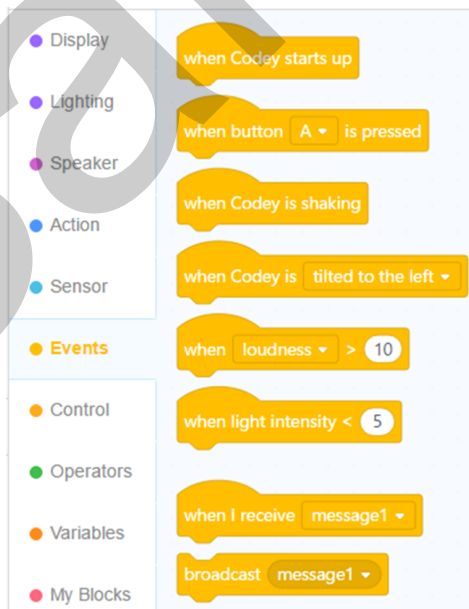 Display
Lighting
Speaker
Action
Sensor
Events
Control
Operators
Variables
My Blocks
when Codey starts up
when button A is pressed
when Codey is shaking
when Codey is tilted to the left
when loudness > 10
when light intensity < 5
when I receive message1
broadcast message1